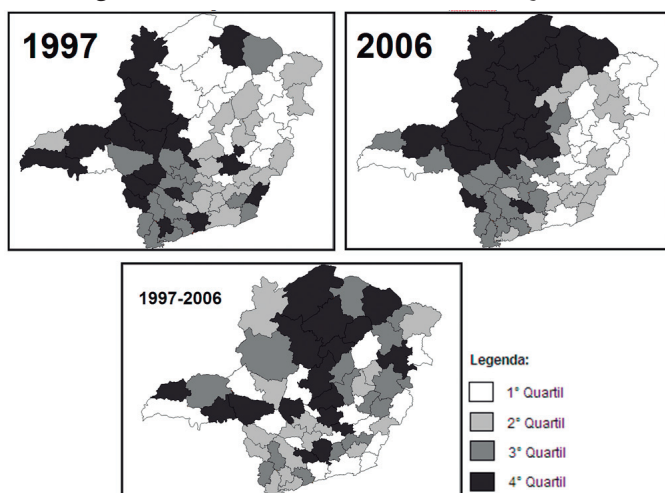 1997
2006
1997-2006
Legenda:
1° Quartil
2° Quartil
3° Quartil
4° Quartil